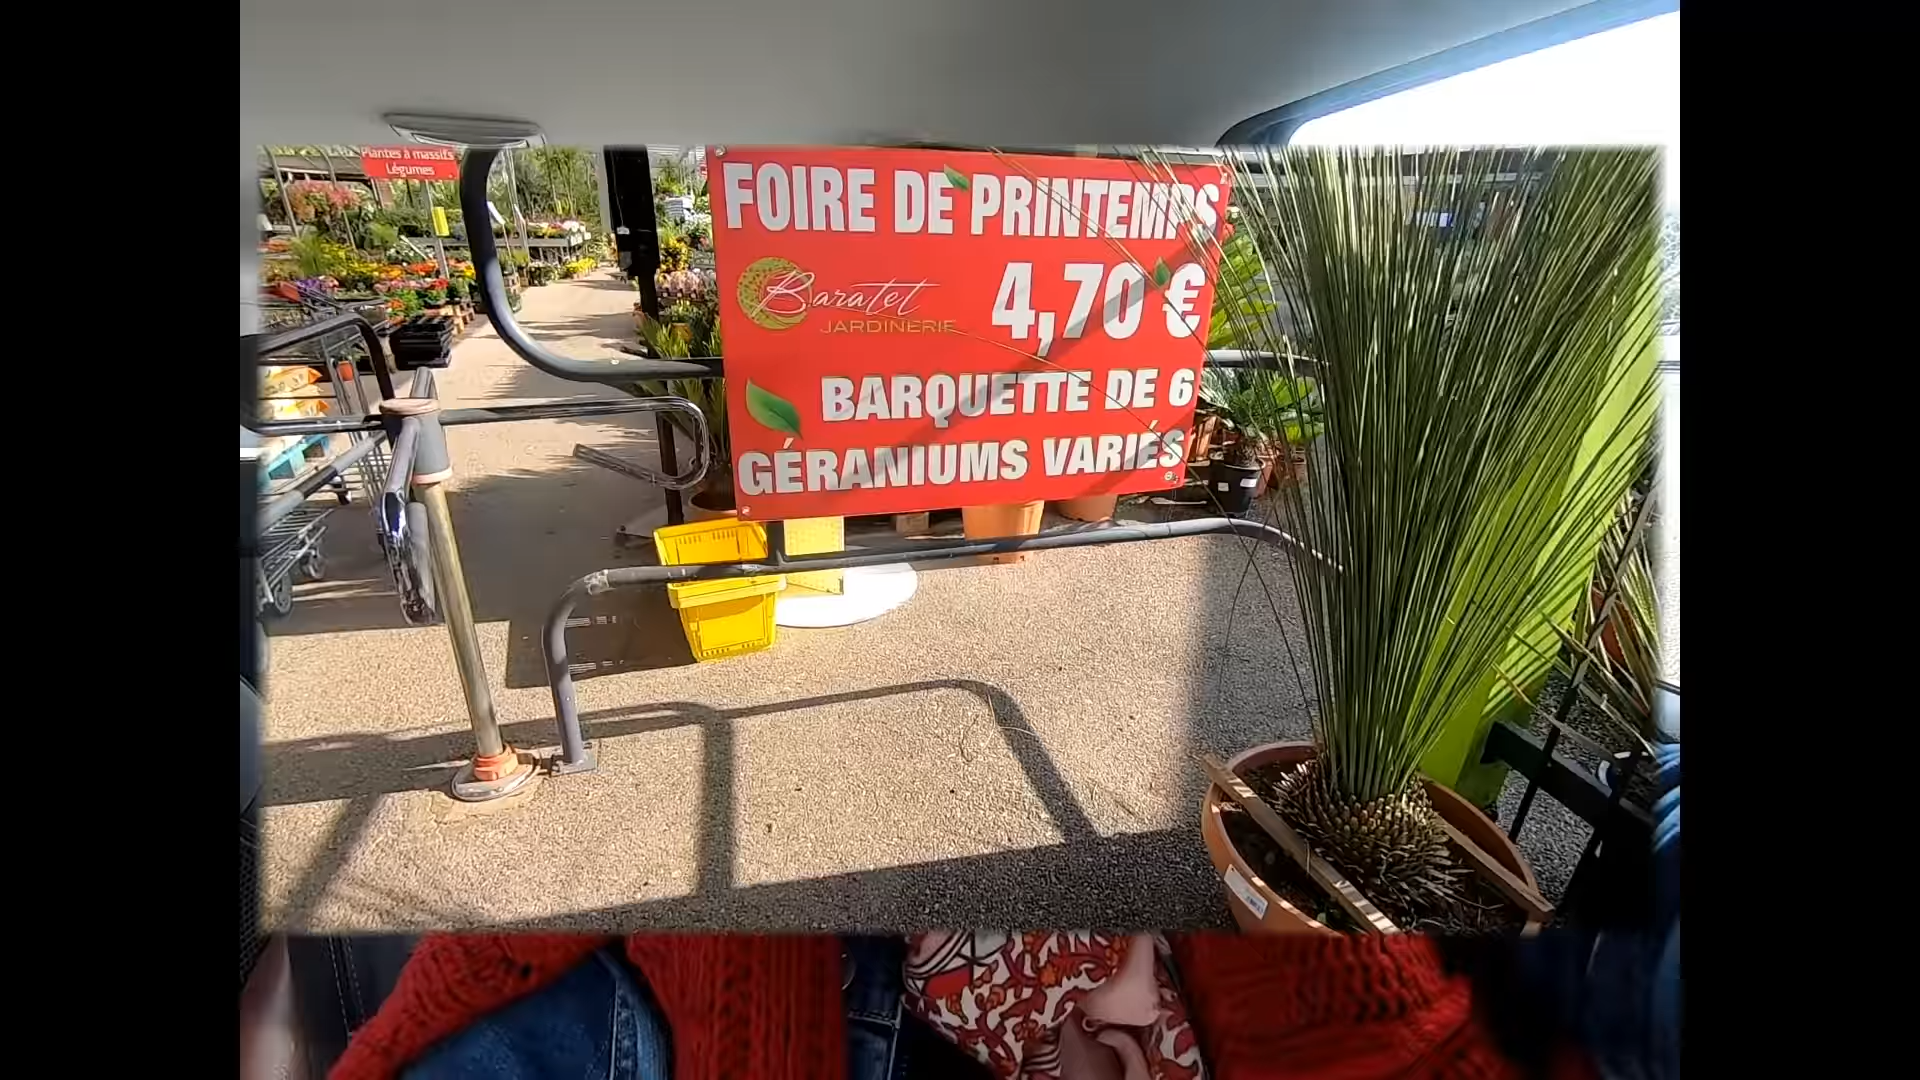 Plantes à massifs
Légumes
FOIRE DE PRINTEMPS
Baratet
JARDINERIE
4,70 €
BARQUETTE DE 6
GÉRANIUMS VARIÉS